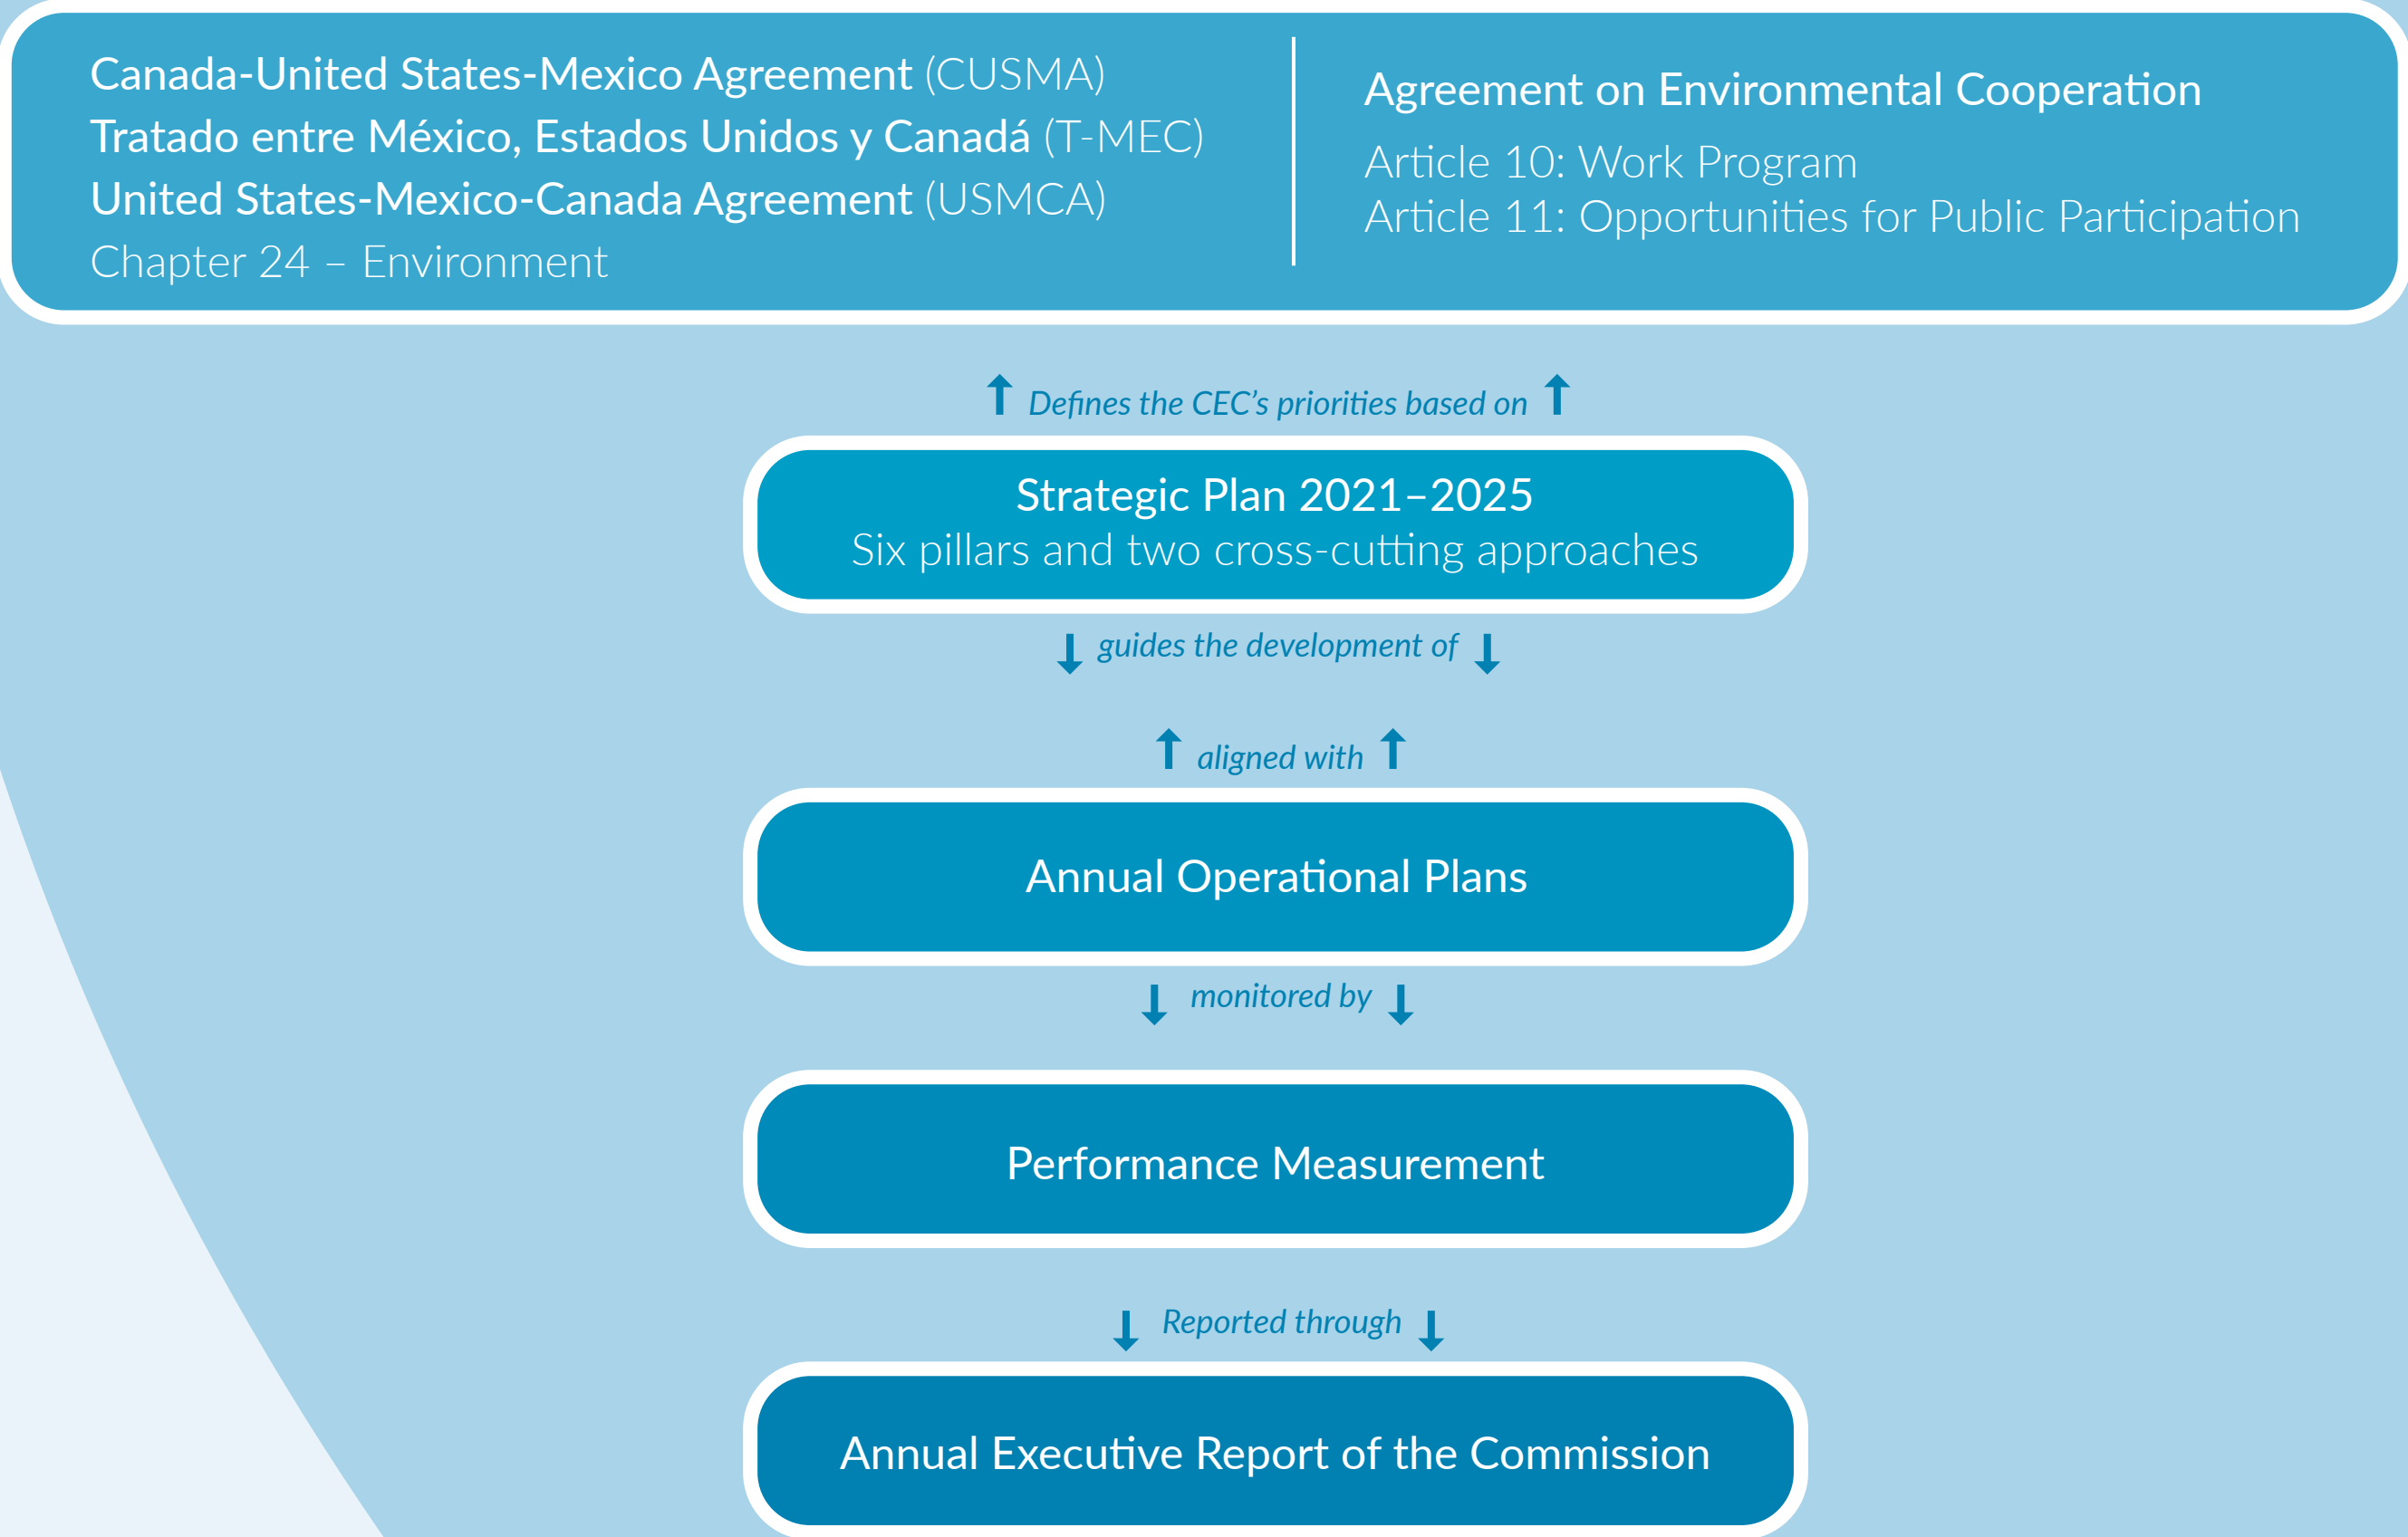 Canada-United States-Mexico Agreement (CUSMA)
Tratado entre México, Estados Unidos y Canadá (T-MEC)
United States-Mexico-Canada Agreement (USMCA)
Chapter 24 – Environment
Agreement on Environmental Cooperation
Article 10: Work Program
Article 11: Opportunities for Public Participation
Defines the CEC’s priorities based on
Strategic Plan 2021–2025
Six pillars and two cross-cutting approaches
guides the development of
aligned with
Annual Operational Plans
monitored by
Performance Measurement
Reported through
Annual Executive Report of the Commission